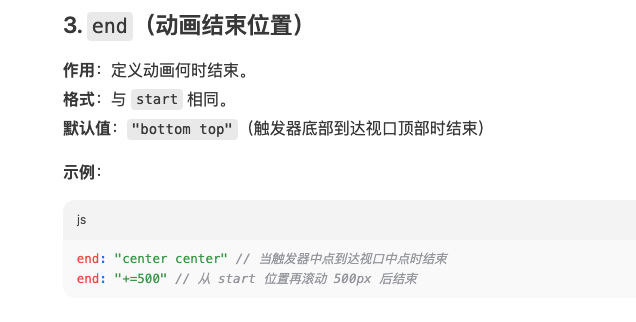 3. end（动画结束位置）
作用：定义动画何时结束。
格式：与 start 相同。
默认值："bottom top"（触发器底部到达视口顶部时结束）
示例：
js
end: "center center" // 当触发器中点到达视口中点时结束
end: "+=500" // 从 start 位置再滚动 500px 后结束